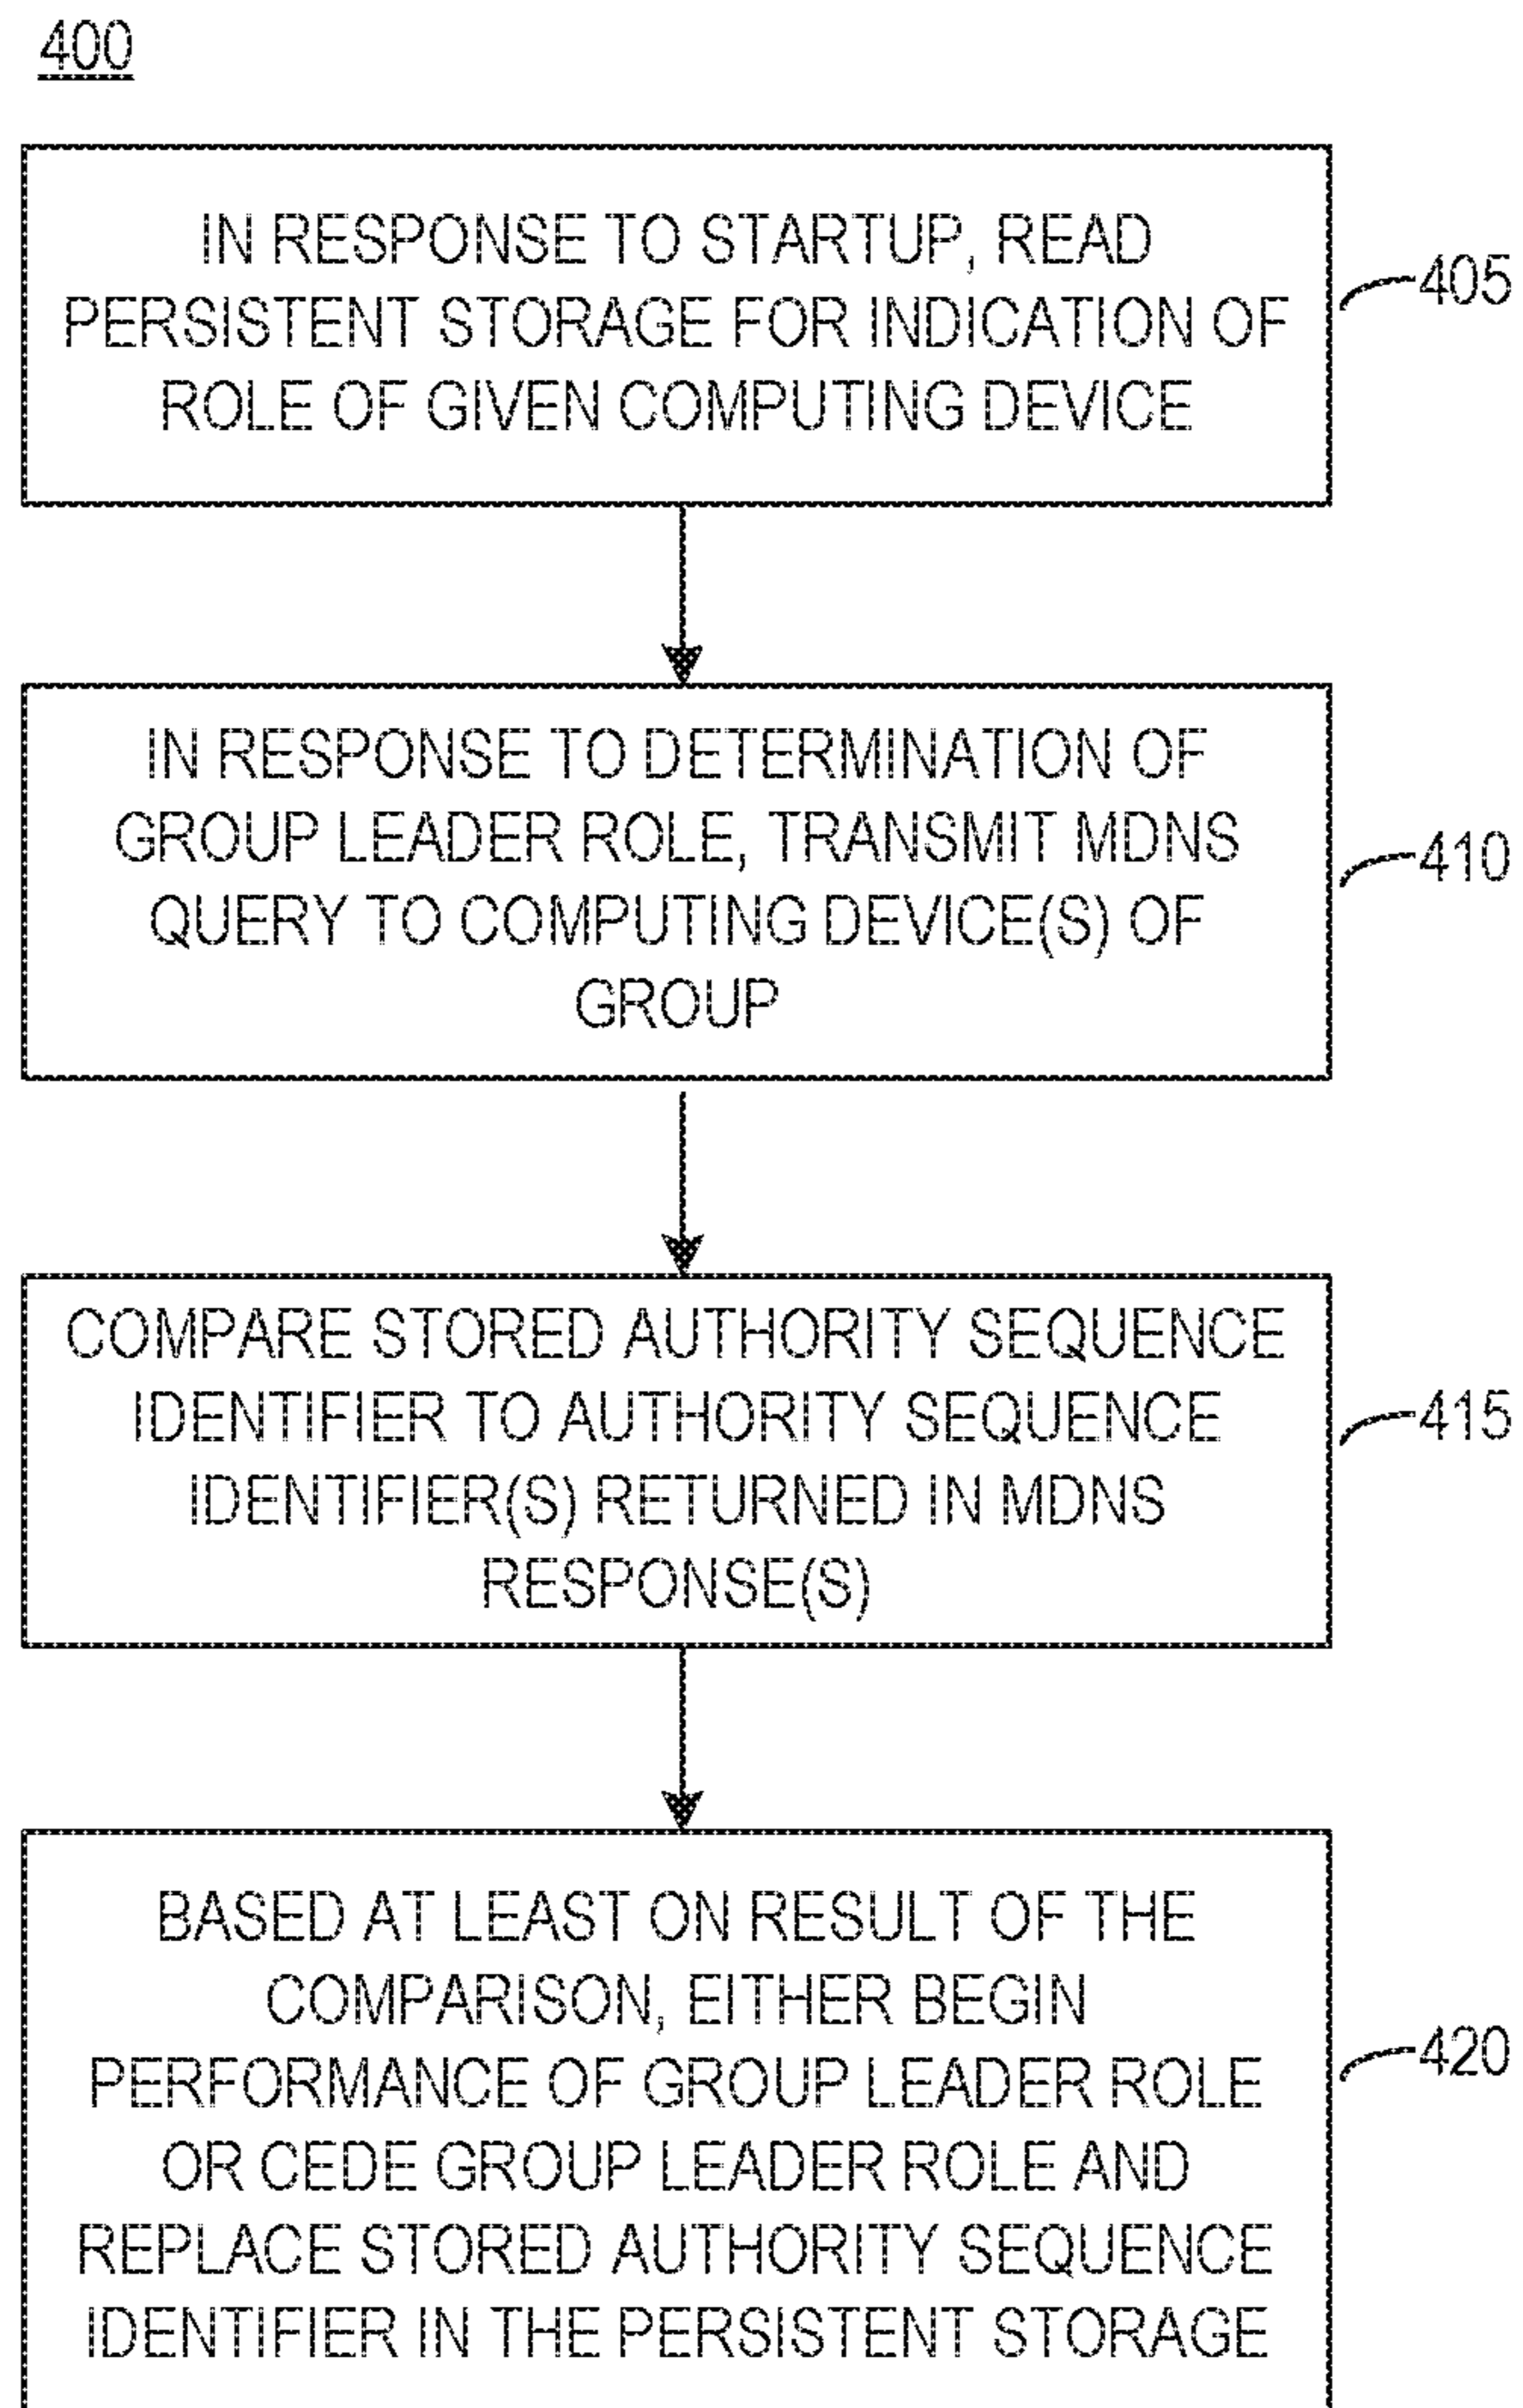 400
IN RESPONSE TO STARTUP, READ
PERSISTENT STORAGE FOR INDICATION OF
ROLE OF GIVEN COMPUTING DEVICE
405
IN RESPONSE TO DETERMINATION OF
GROUP LEADER ROLE, TRANSMIT MDNS
QUERY TO COMPUTING DEVICE(S) OF
GROUP
410
COMPARE STORED AUTHORITY SEQUENCE
IDENTIFIER TO AUTHORITY SEQUENCE
IDENTIFIER(S) RETURNED IN MDNS
RESPONSE(S)
415
BASED AT LEAST ON RESULT OF THE
COMPARISON, EITHER BEGIN
PERFORMANCE OF GROUP LEADER ROLE
OR CEDE GROUP LEADER ROLE AND
REPLACE STORED AUTHORITY SEQUENCE
IDENTIFIER IN THE PERSISTENT STORAGE
420